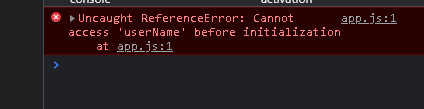 console activation
Uncaught ReferenceError: Cannot app.js:1
access 'userName' before initialization
at app.js:1